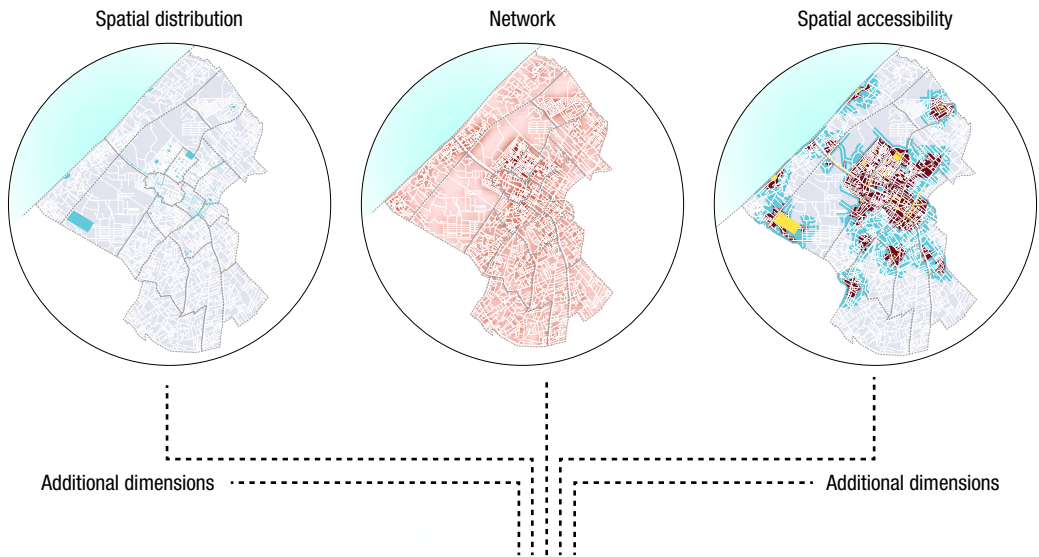 Spatial distribution
Network
Spatial accessibility
Additional dimensions
Additional dimensions